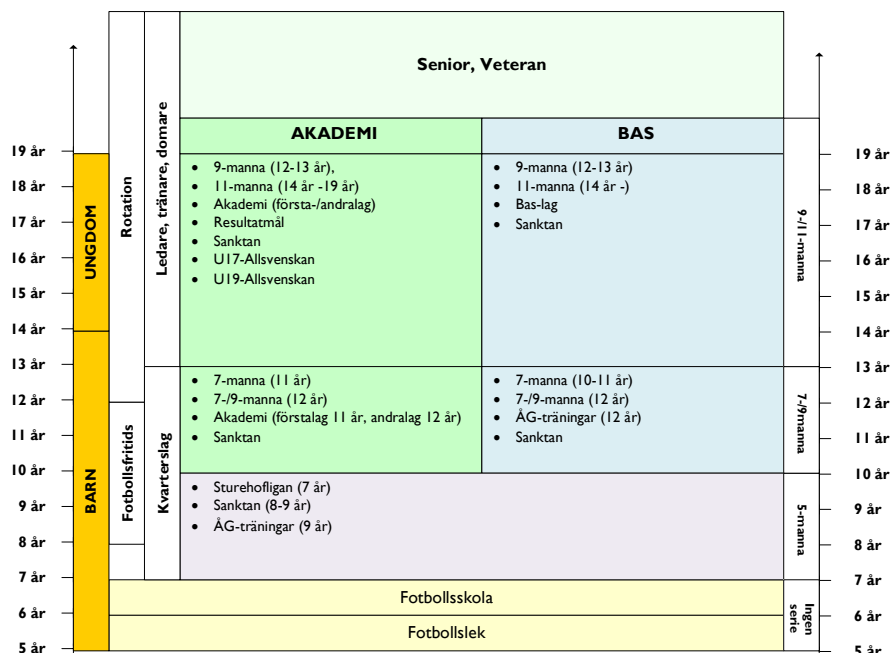 Senior, Veteran
AKADEMI
BAS
19 år
18 år
17 år
16 år
15 år
14 år
13 år
12 år
11 år
10 år
9 år
8 år
7 år
6 år
5 år
UNGDOM
BARN
Rotation
Fotbollsfritids
Ledare, tränare, domare
Kvarterslag
• 9-manna (12-13 år),
• 11-manna (14 år -19 år)
• Akademi (första-/andralag)
• Resultatmål
• Sanktan
• U17-Allsvenskan
• U19-Allsvenskan
• 9-manna (12-13 år)
• 11-manna (14 år -)
• Bas-lag
• Sanktan
• 7-manna (11 år)
• 7-/9-manna (12 år)
• Akademi (förstalag 11 år, andralag 12 år)
• Sanktan
• 7-manna (10-11 år)
• 7-/9-manna (12 år)
• ÅG-träningar (12 år)
• Sanktan
• Sturehofligan (7 år)
• Sanktan (8-9 år)
• ÅG-träningar (9 år)
Fotbollsskola
Fotbollslek
9-/11-manna
7-/9manna
5-manna
Ingen
serie
19 år
18 år
17 år
16 år
15 år
14 år
13 år
12 år
11 år
10 år
9 år
8 år
7 år
6 år
5 år